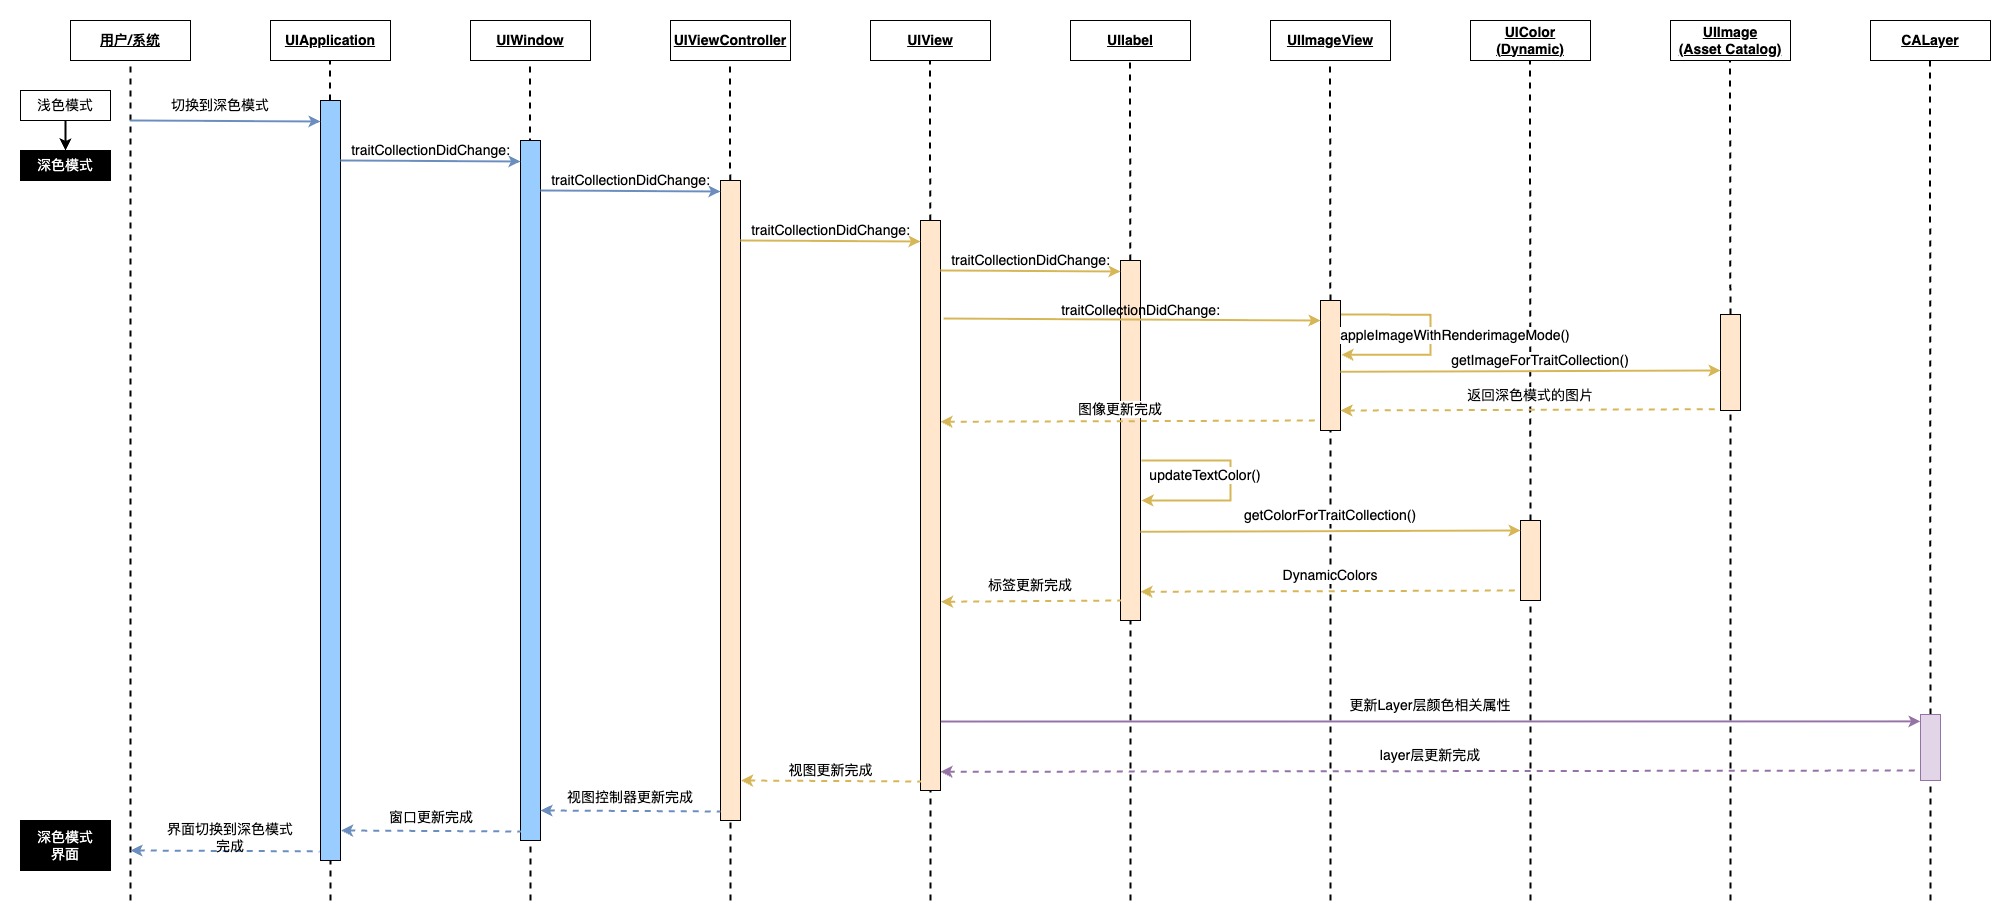 用户/系统
UIApplication
UIWindow
UIViewController
UIView
UIlabel
UIImageView
UIColor
(Dynamic)
UIImage
(Asset Catalog)
CALayer
浅色模式
切换到深色模式
深色模式
traitCollectionDidChange:
traitCollectionDidChange:
traitCollectionDidChange:
traitCollectionDidChange:
traitCollectionDidChange:
appleImageWithRenderimageMode()
getImageForTraitCollection()
返回深色模式的图片
图像更新完成
updateTextColor()
getColorForTraitCollection()
DynamicColors
标签更新完成
更新Layer层颜色相关属性
layer层更新完成
视图更新完成
视图控制器更新完成
窗口更新完成
界面切换到深色模式
完成
深色模式
界面